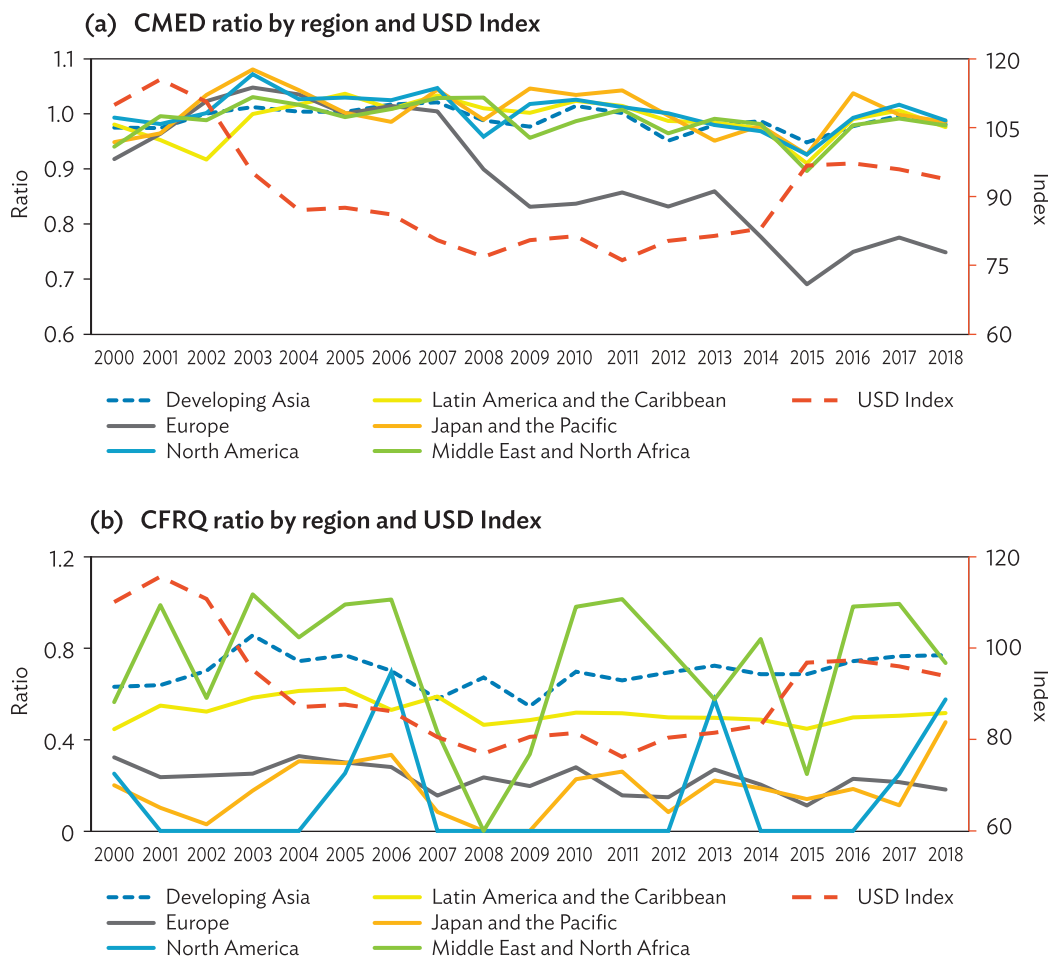 (a) CMED ratio by region and USD Index
1.1
1.0
0.9
0.8
0.7
0.6
Ratio
120
105
90
75
60
Index
2000 2001 2002 2003 2004 2005 2006 2007 2008 2009 2010 2011 2012 2013 2014 2015 2016 2017 2018
Developing Asia
Latin America and the Caribbean
USD Index
Europe
Japan and the Pacific
North America
Middle East and North Africa
(b) CFRQ ratio by region and USD Index
1.2
0.8
0.4
0
Ratio
120
100
80
60
Index
2000 2001 2002 2003 2004 2005 2006 2007 2008 2009 2010 2011 2012 2013 2014 2015 2016 2017 2018
Developing Asia
Latin America and the Caribbean
USD Index
Europe
Japan and the Pacific
North America
Middle East and North Africa